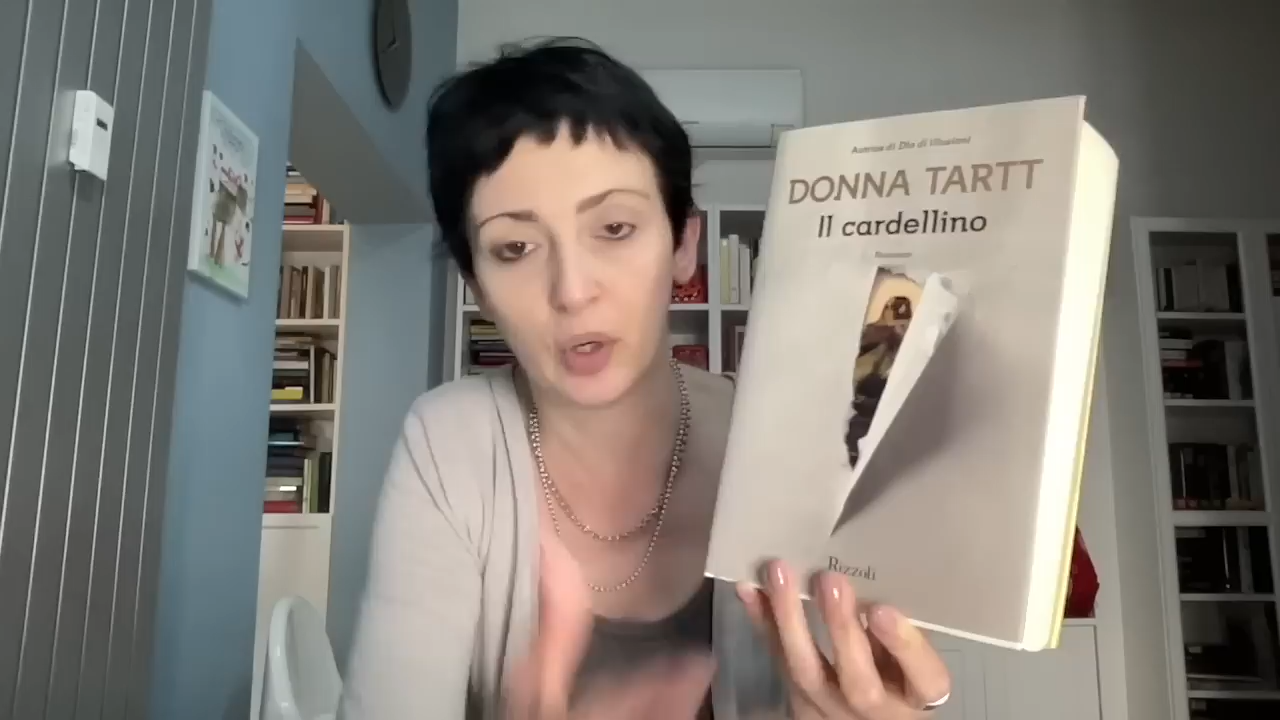 Autrice di Dio di illusioni
DONNA TARTT
Il cardellino
Romanzo
Rizzoli